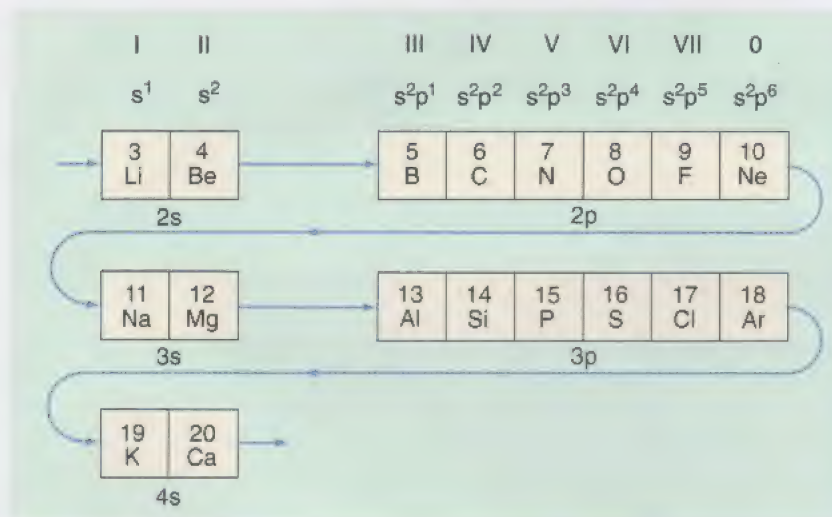 I II III IV V VI VII 0
s¹ s² s²p¹ s²p² s²p³ s²p⁴ s²p⁵ s²p⁶
3 4 5 6 7 8 9 10
Li Be B C N O F Ne
2s 2p
11 12 13 14 15 16 17 18
Na Mg Al Si P S Cl Ar
3s 3p
19 20
K Ca
4s